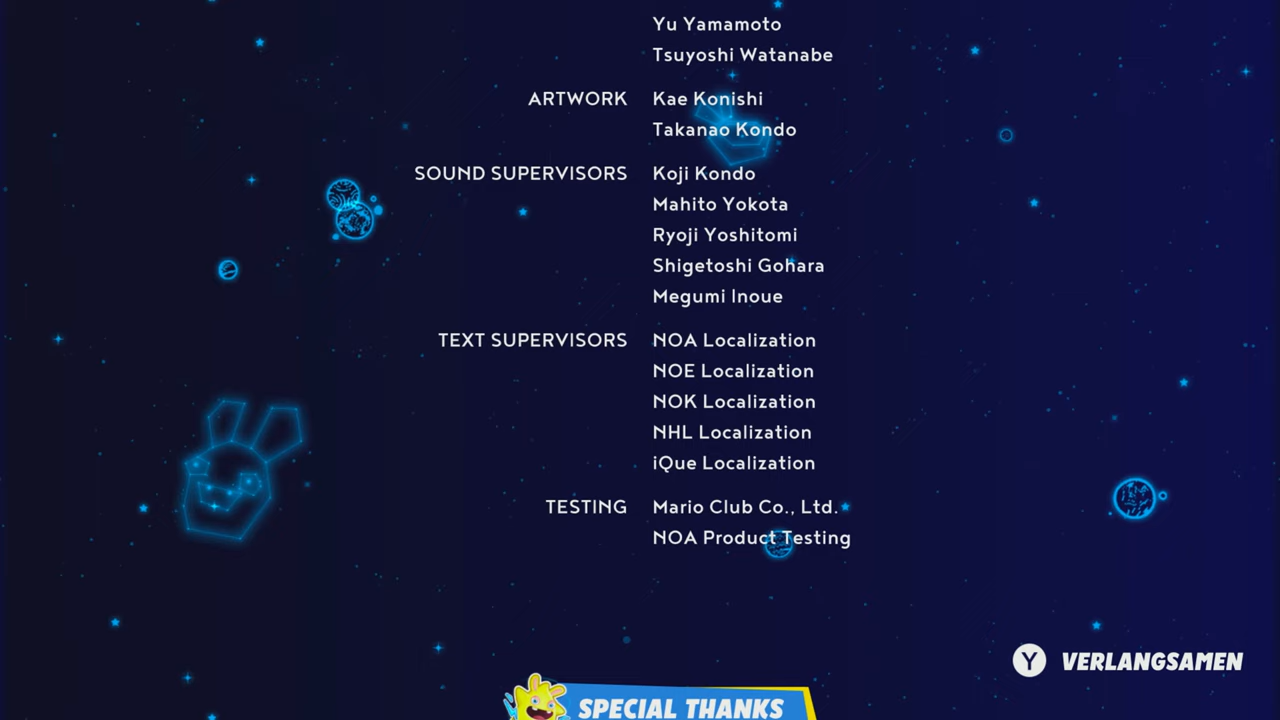 Yu Yamamoto
Tsuyoshi Watanabe
ARTWORK Kae Konishi
Takanao Kondo
SOUND SUPERVISORS Koji Kondo
Mahito Yokota
Ryoji Yoshitomi
Shigetoshi Gohara
Megumi Inoue
TEXT SUPERVISORS NOA Localization
NOE Localization
NOK Localization
NHL Localization
iQue Localization
TESTING Mario Club Co., Ltd.
NOA Product Testing
Y VERLANGSAMEN
SPECIAL THANKS